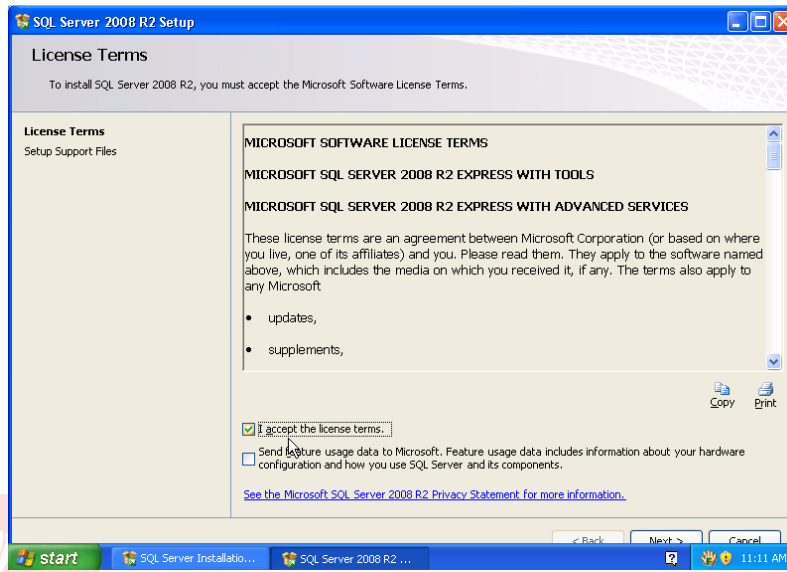 SQL Server 2008 R2 Setup
License Terms
To install SQL Server 2008 R2, you must accept the Microsoft Software License Terms.
License Terms
Setup Support Files
MICROSOFT SOFTWARE LICENSE TERMS
MICROSOFT SQL SERVER 2008 R2 EXPRESS WITH TOOLS
MICROSOFT SQL SERVER 2008 R2 EXPRESS WITH ADVANCED SERVICES
These license terms are an agreement between Microsoft Corporation (or based on where
you live, one of its affiliates) and you. Please read them. They apply to the software named
above, which includes the media on which you received it, if any. The terms also apply to
any Microsoft
• updates,
• supplements,
Copy Print
I accept the license terms.
Send feature usage data to Microsoft. Feature usage data includes information about your hardware
configuration and how you use SQL Server and its components.
See the Microsoft SQL Server 2008 R2 Privacy Statement for more information.
< Back Next > Cancel
start SQL Server Installatio... SQL Server 2008 R2 ... 11:11 AM